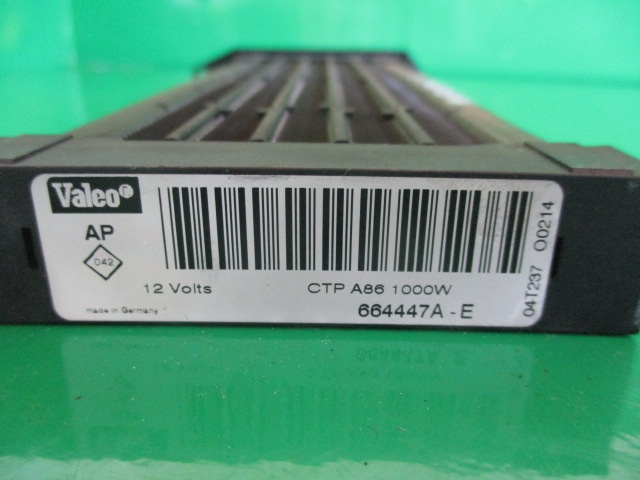 Valeo
AP
042
12 Volts
CTP A86 1000W
made in Germany
664447A - E
04T237 O0214